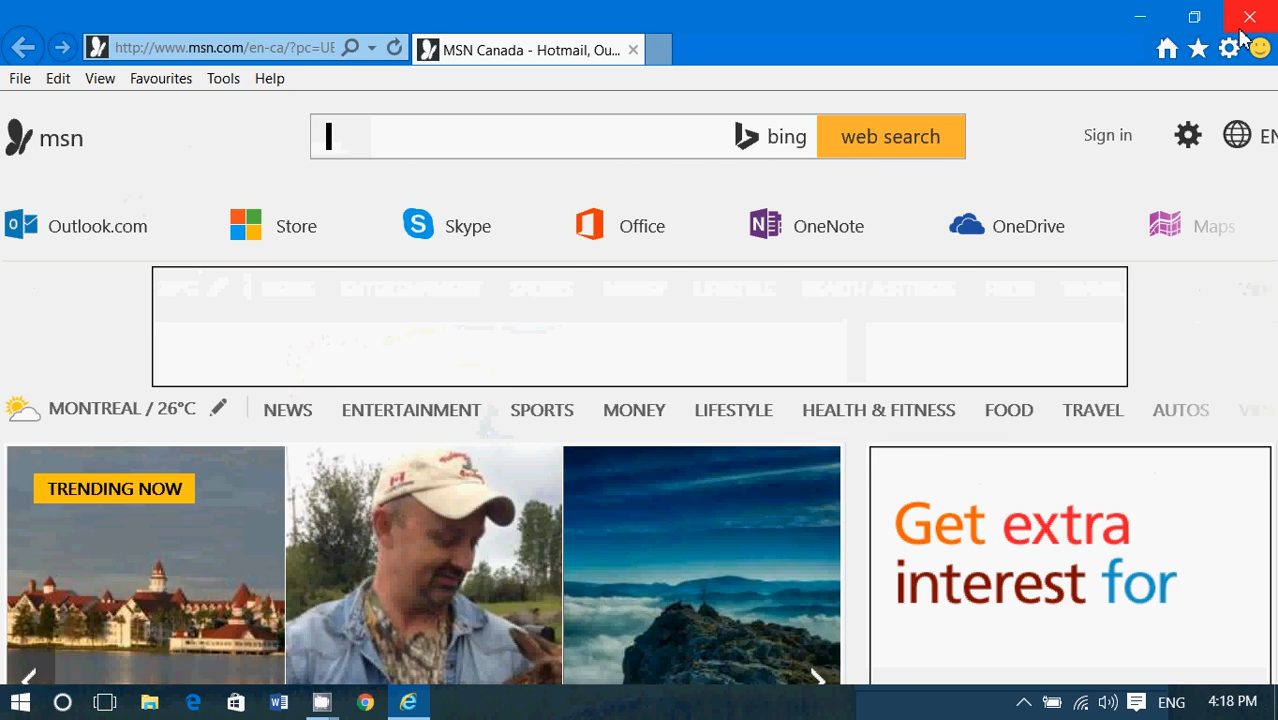 http://www.msn.com/en-ca/?pc=UE
MSN Canada - Hotmail, Ou...
File Edit View Favourites Tools Help
msn
bing
web search
Sign in
EN
Outlook.com
Store
Skype
Office
OneNote
OneDrive
Maps
MONTREAL / 26°C
NEWS ENTERTAINMENT SPORTS MONEY LIFESTYLE HEALTH & FITNESS FOOD TRAVEL AUTOS
TRENDING NOW
Get extra
interest for
ENG
4:18 PM